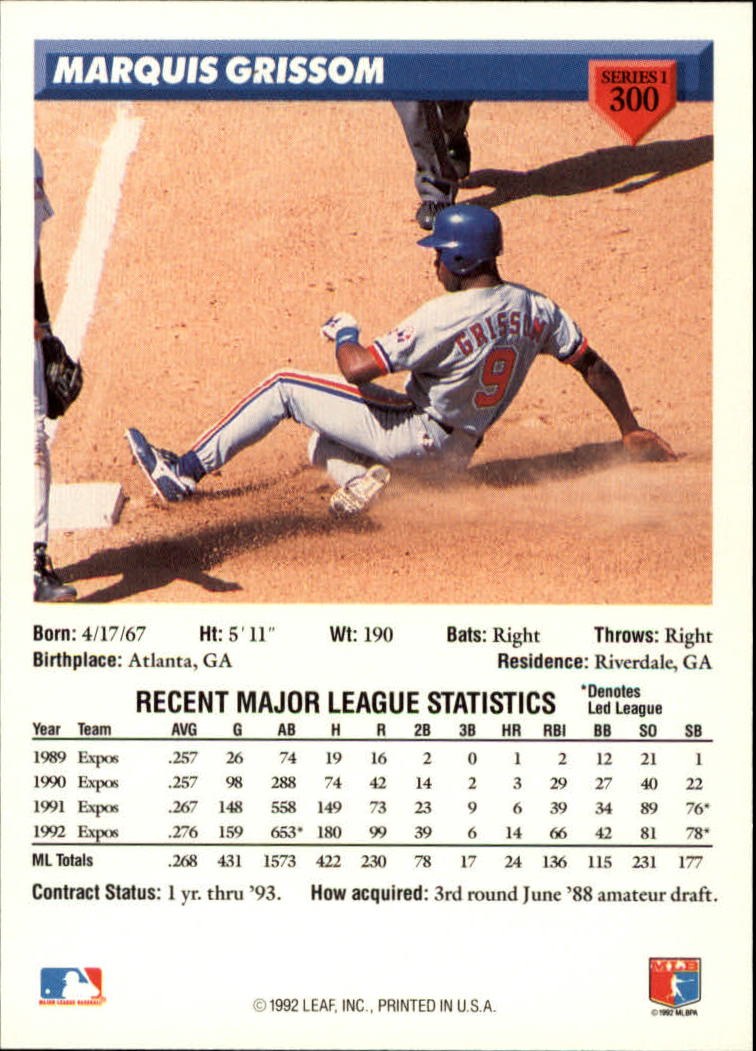 MARQUIS GRISSOM
SERIES 1
300
GRISSOM
9
Born: 4/17/67 Ht: 5' 11" Wt: 190 Bats: Right Throws: Right
Birthplace: Atlanta, GA Residence: Riverdale, GA
RECENT MAJOR LEAGUE STATISTICS *Denotes
Led League
Year Team AVG G AB H R 2B 3B HR RBI BB SO SB
1989 Expos .257 26 74 19 16 2 0 1 2 12 21 1
1990 Expos .257 98 288 74 42 14 2 3 29 27 40 22
1991 Expos .267 148 558 149 73 23 9 6 39 34 89 76*
1992 Expos .276 159 653* 180 99 39 6 14 66 42 81 78*
ML Totals .268 431 1573 422 230 78 17 24 136 115 231 177
Contract Status: 1 yr. thru '93. How acquired: 3rd round June '88 amateur draft.
MAJOR LEAGUE BASEBALL
©1992 LEAF, INC., PRINTED IN U.S.A.
MLB
©1992 MLBPA